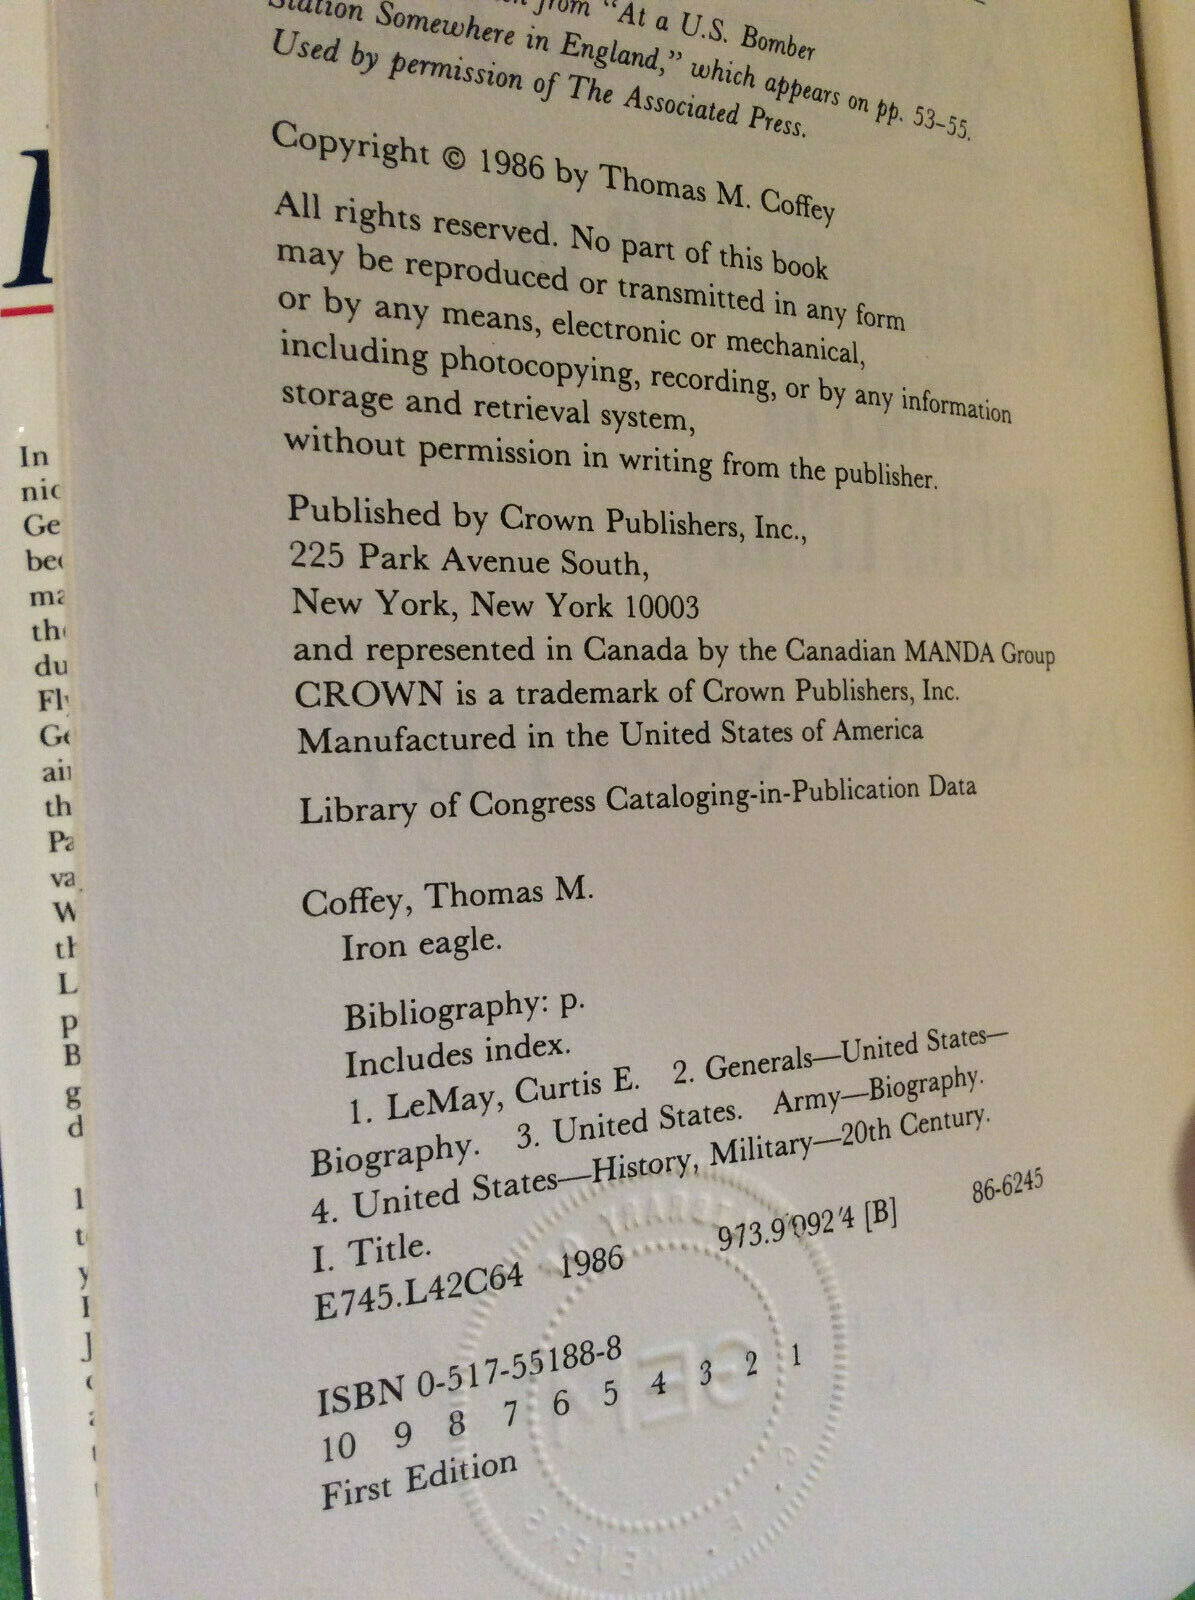 from "At a U.S. Bomber
Station Somewhere in England," which appears on pp. 53–55.
Used by permission of The Associated Press.
Copyright © 1986 by Thomas M. Coffey
All rights reserved. No part of this book
may be reproduced or transmitted in any form
or by any means, electronic or mechanical,
including photocopying, recording, or by any information
storage and retrieval system,
without permission in writing from the publisher.
Published by Crown Publishers, Inc.,
225 Park Avenue South,
New York, New York 10003
and represented in Canada by the Canadian MANDA Group
CROWN is a trademark of Crown Publishers, Inc.
Manufactured in the United States of America
Library of Congress Cataloging-in-Publication Data
Coffey, Thomas M.
Iron eagle.
Bibliography: p.
Includes index.
1. LeMay, Curtis E. 2. Generals—United States—
Biography. 3. United States. Army—Biography.
4. United States—History, Military—20th Century.
I. Title.
E745.L42C64 1986 973.9'092'4 [B] 86-6245
ISBN 0-517-55188-8
10 9 8 7 6 5 4 3 2 1
First Edition
In